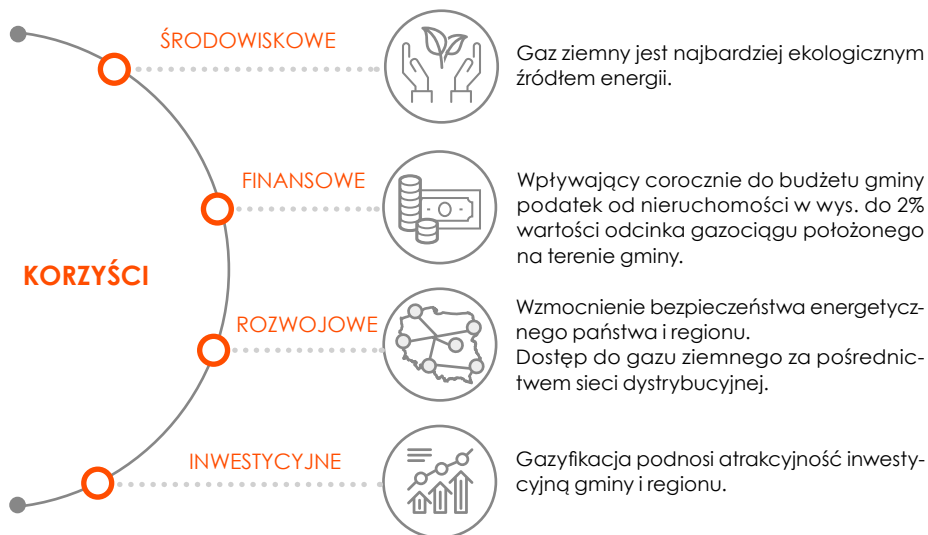 KORZYŚCI
ŚRODOWISKOWE
Gaz ziemny jest najbardziej ekologicznym
źródłem energii.
FINANSOWE
Wpływający corocznie do budżetu gminy
podatek od nieruchomości w wys. do 2%
wartości odcinka gazociągu położonego
na terenie gminy.
ROZWOJOWE
Wzmocnienie bezpieczeństwa energetycz-
nego państwa i regionu.
Dostęp do gazu ziemnego za pośrednic-
twem sieci dystrybucyjnej.
INWESTYCYJNE
Gazyfikacja podnosi atrakcyjność inwesty-
cyjną gminy i regionu.